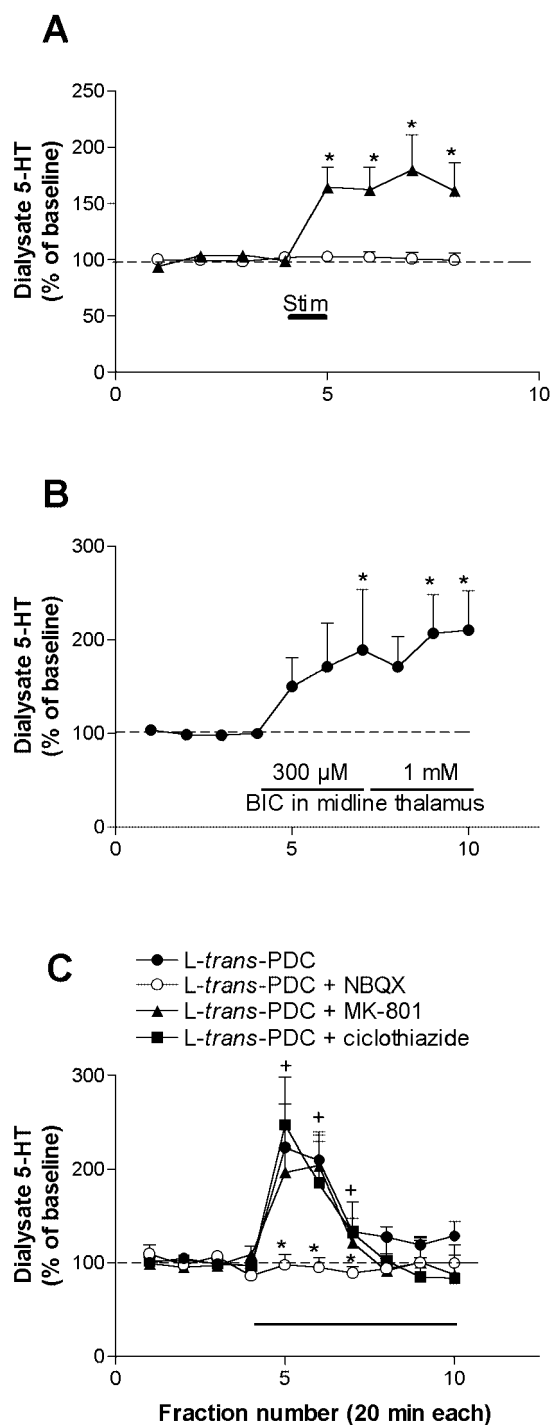 A
Dialysate 5-HT
(% of baseline)
250
200
150
100
50
0
* * * *
Stim
0 5 10
B
Dialysate 5-HT
(% of baseline)
300
200
100
0
* * *
300 µM 1 mM
BIC in midline thalamus
0 5 10
C
L-trans-PDC
L-trans-PDC + NBQX
L-trans-PDC + MK-801
L-trans-PDC + ciclothiazide
Dialysate 5-HT
(% of baseline)
300
200
100
0
+ + +
* * *
0 5 10
Fraction number (20 min each)